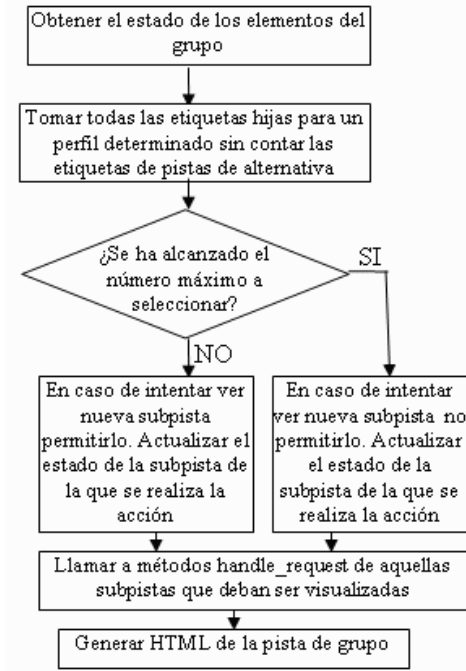 Obtener el estado de los elementos del
grupo
Tomar todas las etiquetas hijas para un
perfil determinado sin contar las
etiquetas de pistas de alternativa
¿Se ha alcanzado el
número máximo a
seleccionar?
SI
NO
En caso de intentar ver
nueva subpista
permitirlo. Actualizar el
estado de la subpista de
la que se realiza la
acción
En caso de intentar
ver nueva subpista no
permitirlo. Actualizar
el estado de la
subpista de la que se
realiza la acción
Llamar a métodos handle_request de aquellas
subpistas que deban ser visualizadas
Generar HTML de la pista de grupo